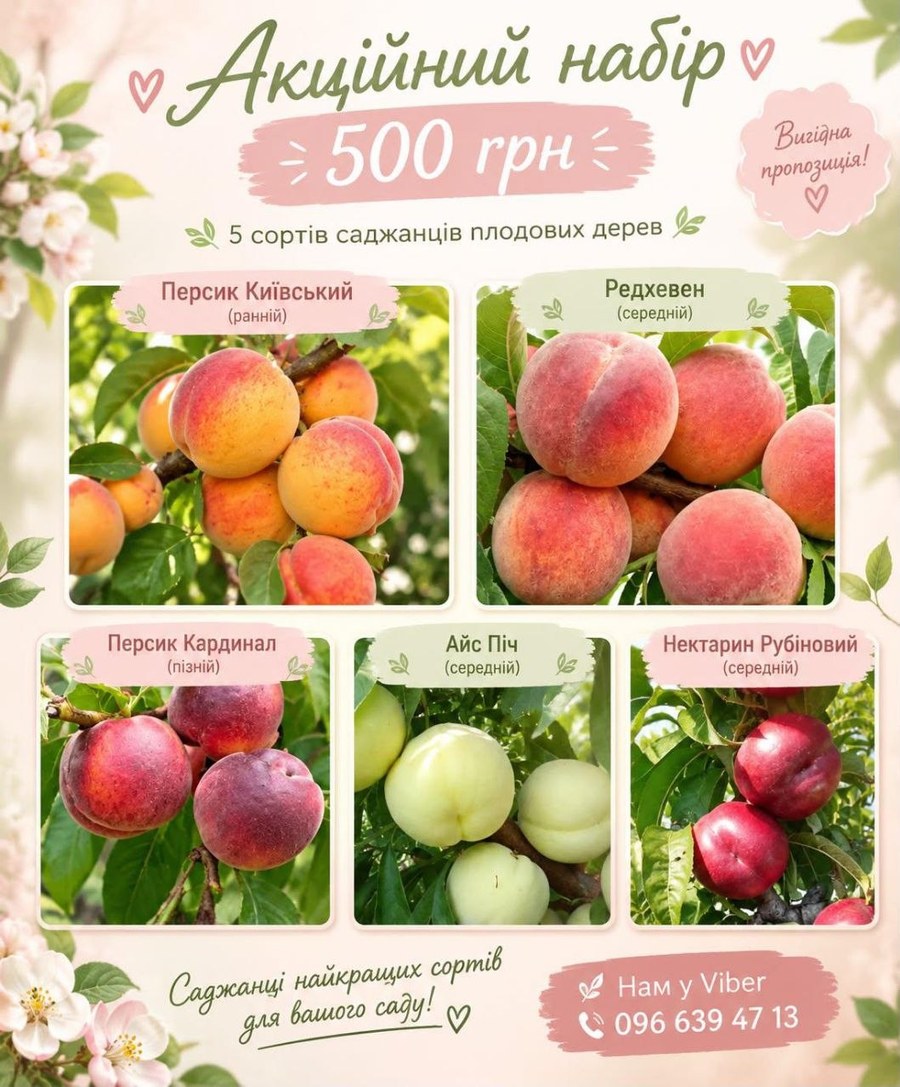 Акційний набір
500 грн
Вигідна
пропозиція!
5 сортів саджанців плодових дерев
Персик Київський
(ранній)
Редхевен
(середній)
Персик Кардинал
(пізній)
Айс Піч
(середній)
Нектарин Рубіновий
(середній)
Саджанці найкращих сортів
для вашого саду!
Нам у Viber
096 639 47 13